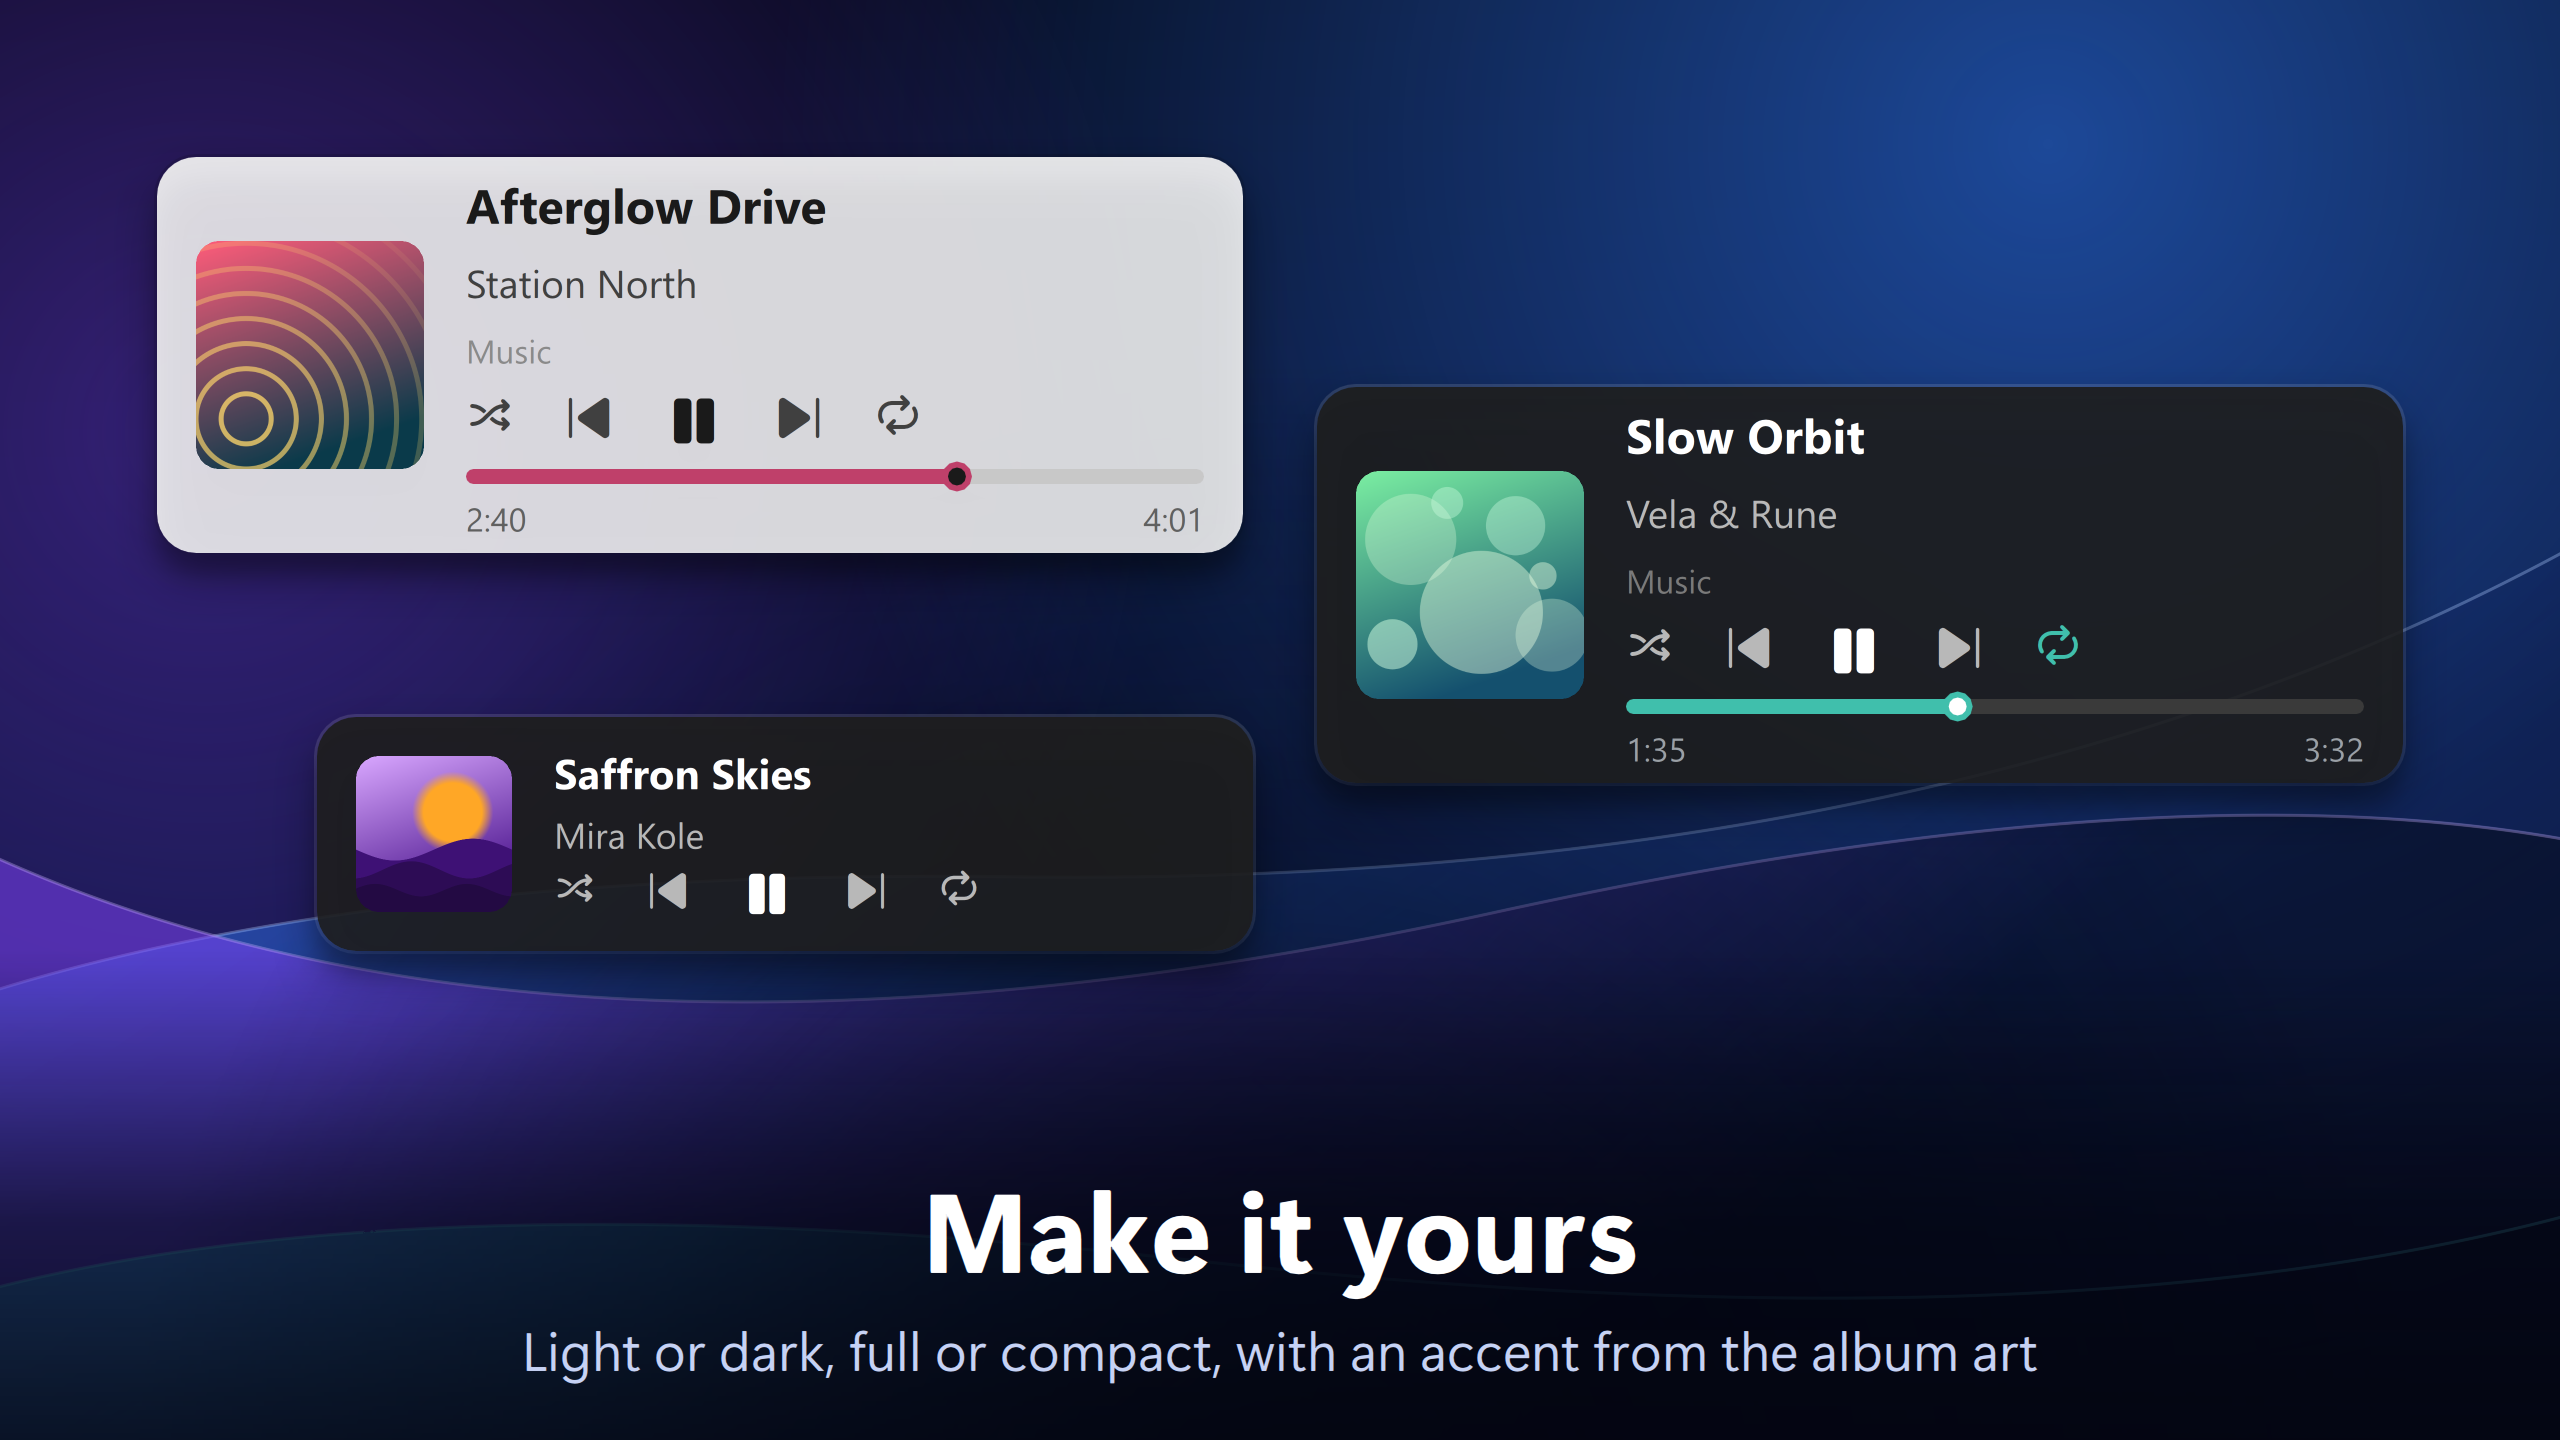 Afterglow Drive
Station North
Music
2:40 4:01
Slow Orbit
Vela & Rune
Music
1:35 3:32
Saffron Skies
Mira Kole
Make it yours
Light or dark, full or compact, with an accent from the album art